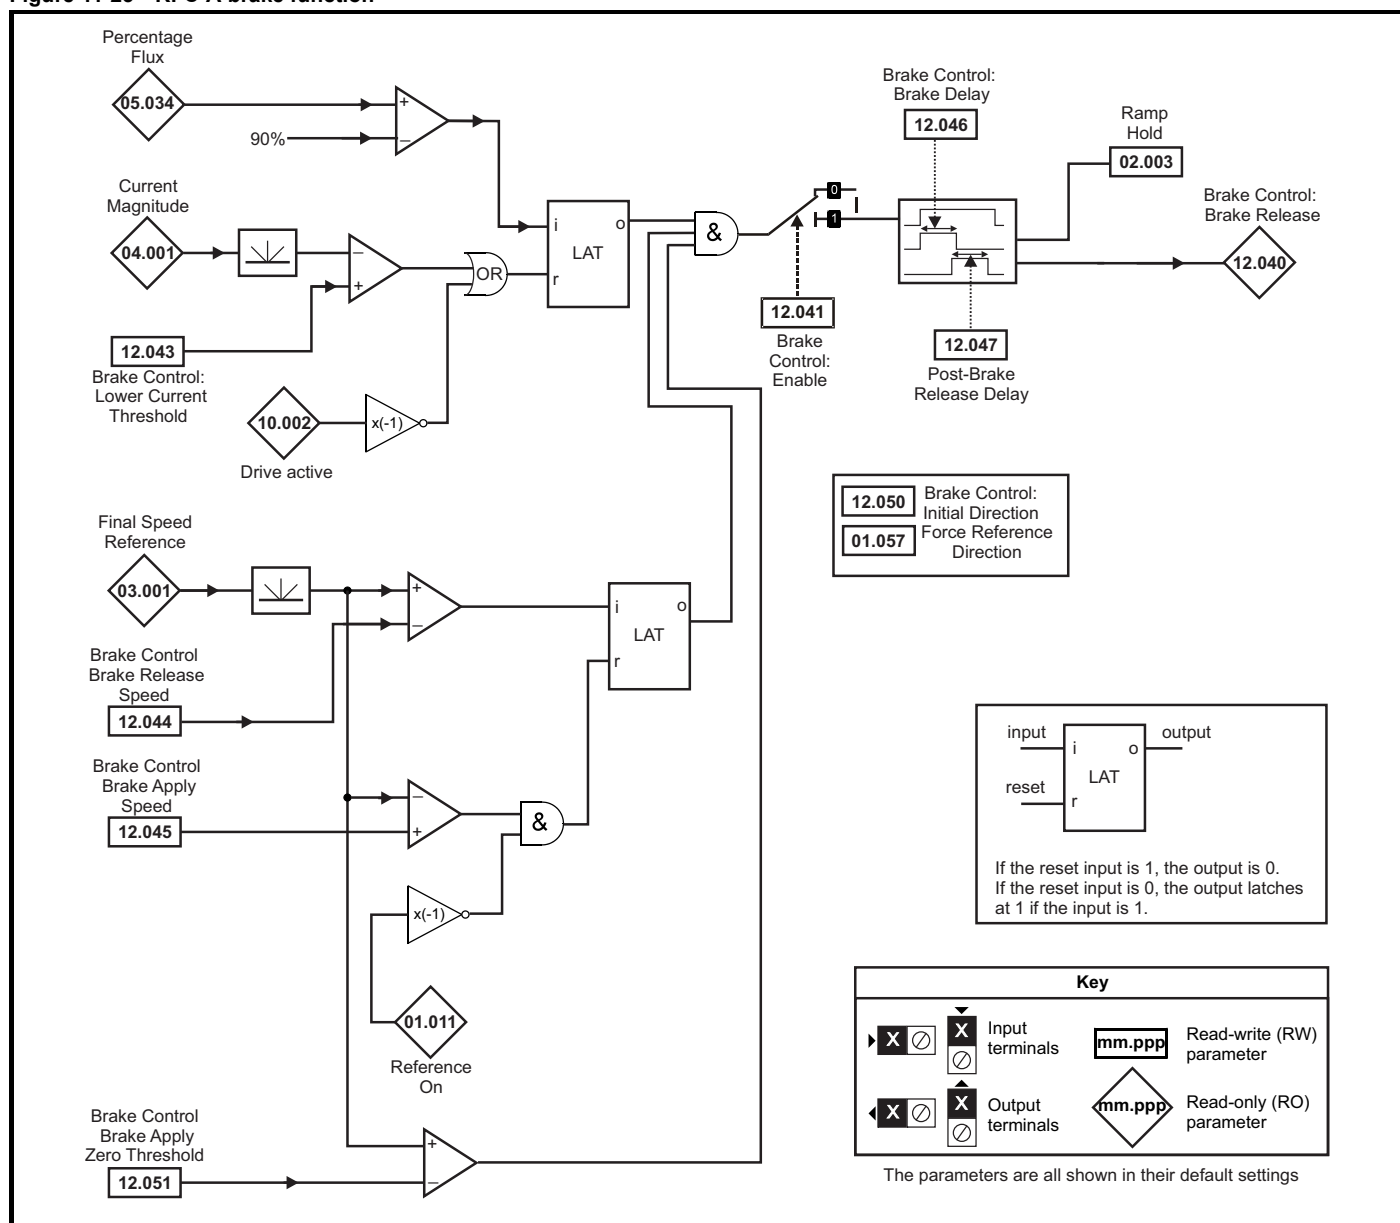 Percentage
Flux
05.034
+
90%
–
Current
Magnitude
04.001
–
+
12.043
Brake Control:
Lower Current
Threshold
OR
i
o
LAT
r
10.002
x(-1)
Drive active
&
0
1
12.041
Brake
Control:
Enable
Brake Control:
Brake Delay
12.046
12.047
Post-Brake
Release Delay
Ramp
Hold
02.003
Brake Control:
Brake Release
12.040
12.050
Brake Control:
Initial Direction
01.057
Force Reference
Direction
Final Speed
Reference
03.001
+
–
Brake Control
Brake Release
Speed
12.044
i
o
LAT
r
Brake Control
Brake Apply
Speed
12.045
–
+
&
x(-1)
01.011
Reference
On
Brake Control
Brake Apply
Zero Threshold
12.051
+
–
input
output
i
o
LAT
reset
r
If the reset input is 1, the output is 0.
If the reset input is 0, the output latches
at 1 if the input is 1.
Key
X
X
Input
terminals
mm.ppp
Read-write (RW)
parameter
X
X
Output
terminals
mm.ppp
Read-only (RO)
parameter
The parameters are all shown in their default settings